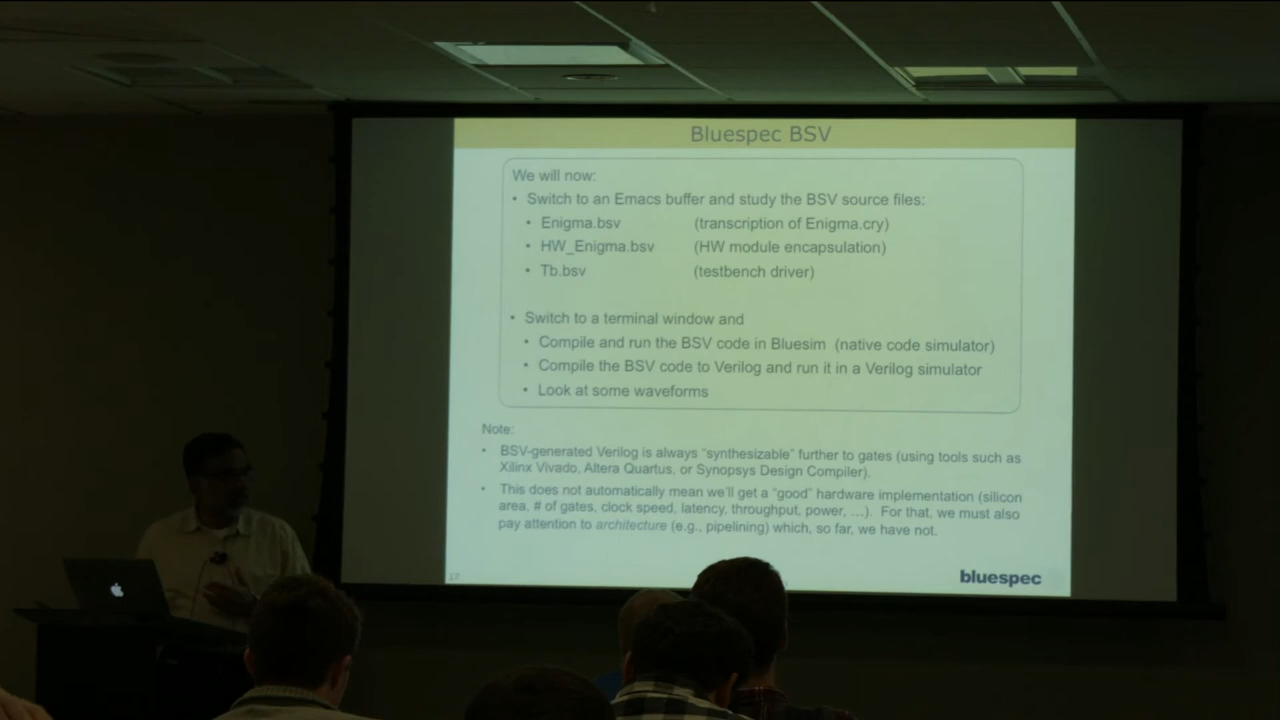 Bluespec BSV
We will now:
• Switch to an Emacs buffer and study the BSV source files:
• Enigma.bsv (transcription of Enigma.cry)
• HW_Enigma.bsv (HW module encapsulation)
• Tb.bsv (testbench driver)
• Switch to a terminal window and
• Compile and run the BSV code in Bluesim (native code simulator)
• Compile the BSV code to Verilog and run it in a Verilog simulator
• Look at some waveforms
Note:
• BSV-generated Verilog is always “synthesizable” further to gates (using tools such as
Xilinx Vivado, Altera Quartus, or Synopsys Design Compiler).
• This does not automatically mean we’ll get a “good” hardware implementation (silicon
area, # of gates, clock speed, latency, throughput, power, …). For that, we must also
pay attention to architecture (e.g., pipelining) which, so far, we have not.
17
bluespec